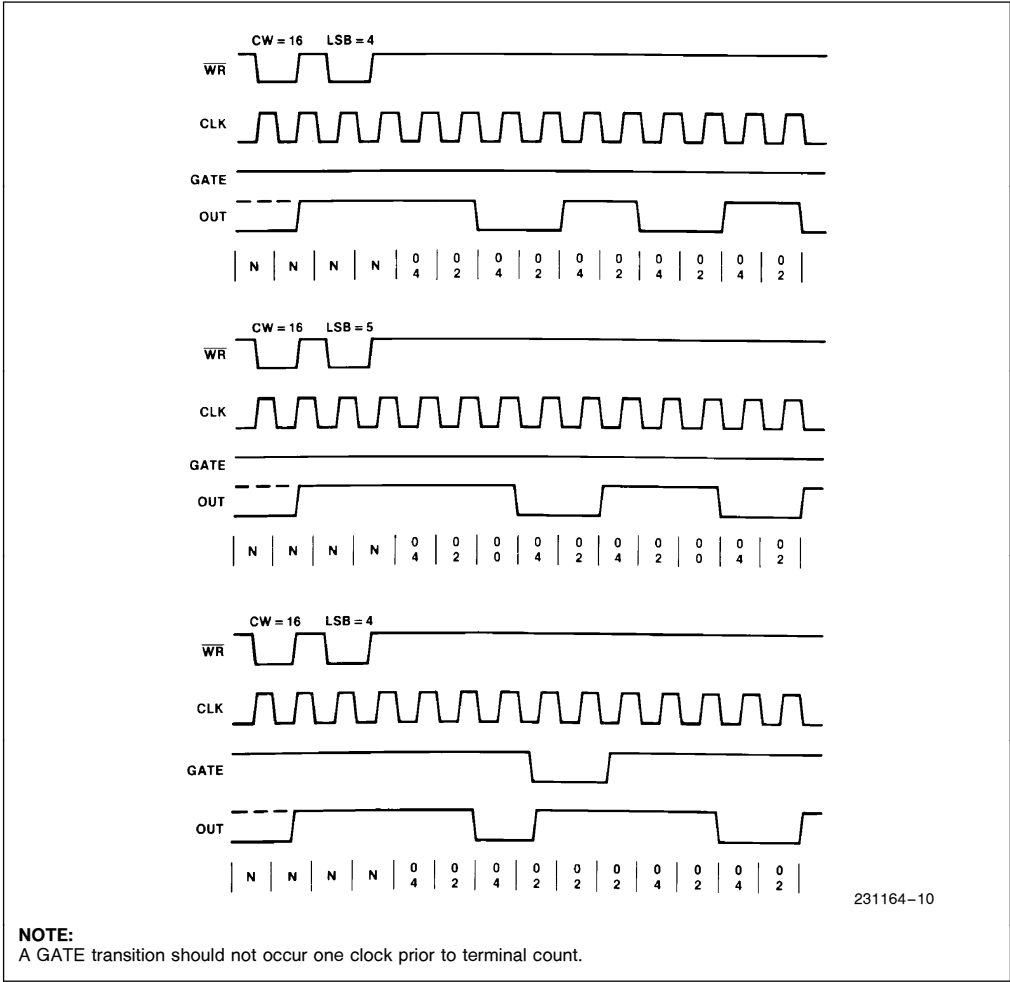 CW = 16 LSB = 4
WR
CLK
GATE
OUT
N N N N 0 0 0 0 0 0 0 0 0 0
4 2 4 2 4 2 4 2 4 2
CW = 16 LSB = 5
WR
CLK
GATE
OUT
N N N N 0 0 0 0 0 0 0 0 0 0
4 2 0 4 2 4 2 0 4 2
CW = 16 LSB = 4
WR
CLK
GATE
OUT
N N N N 0 0 0 0 0 0 0 0 0 0
4 2 4 2 2 2 4 2 4 2
231164–10
NOTE:
A GATE transition should not occur one clock prior to terminal count.